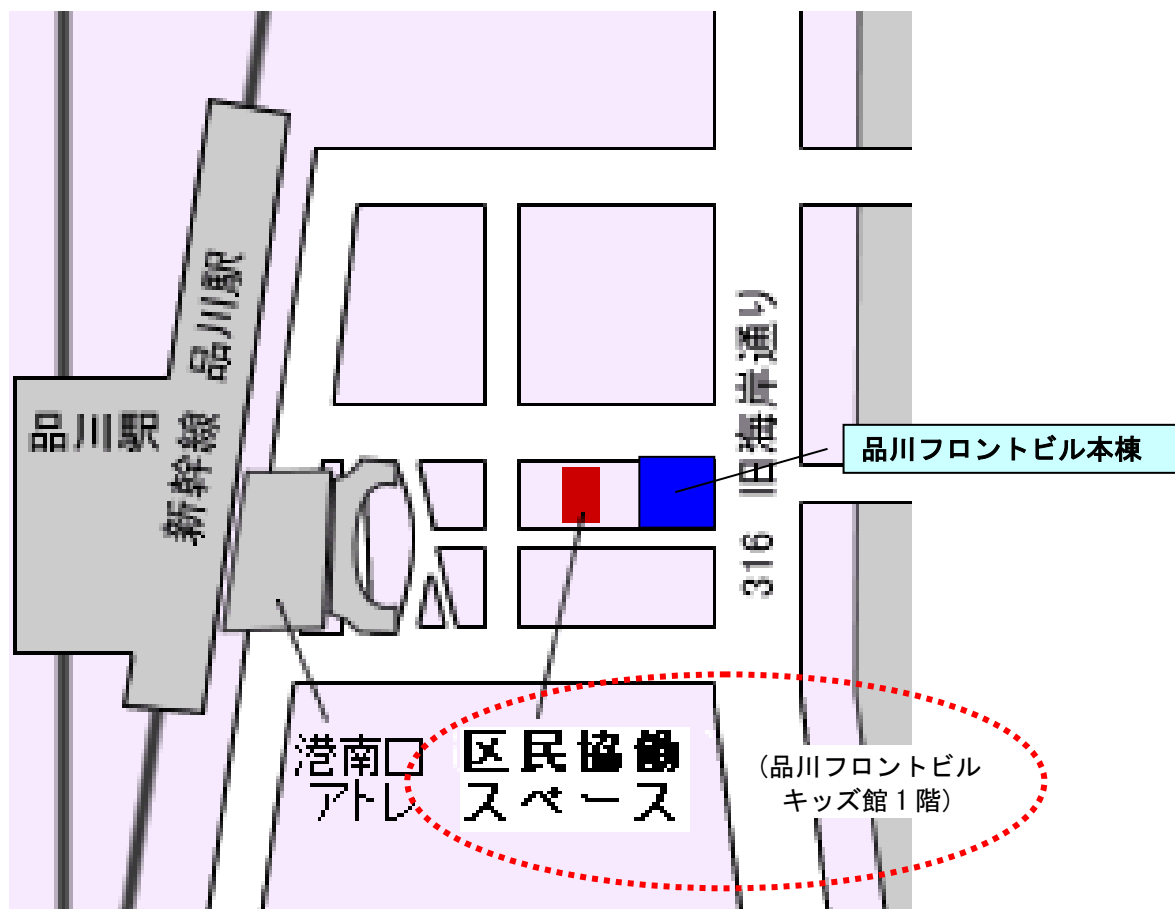 品川駅
品川駅
新幹線
316 旧海岸通り
品川フロントビル本棟
港南口
アトレ
区民協働
スペース
(品川フロントビル
キッズ館1階)